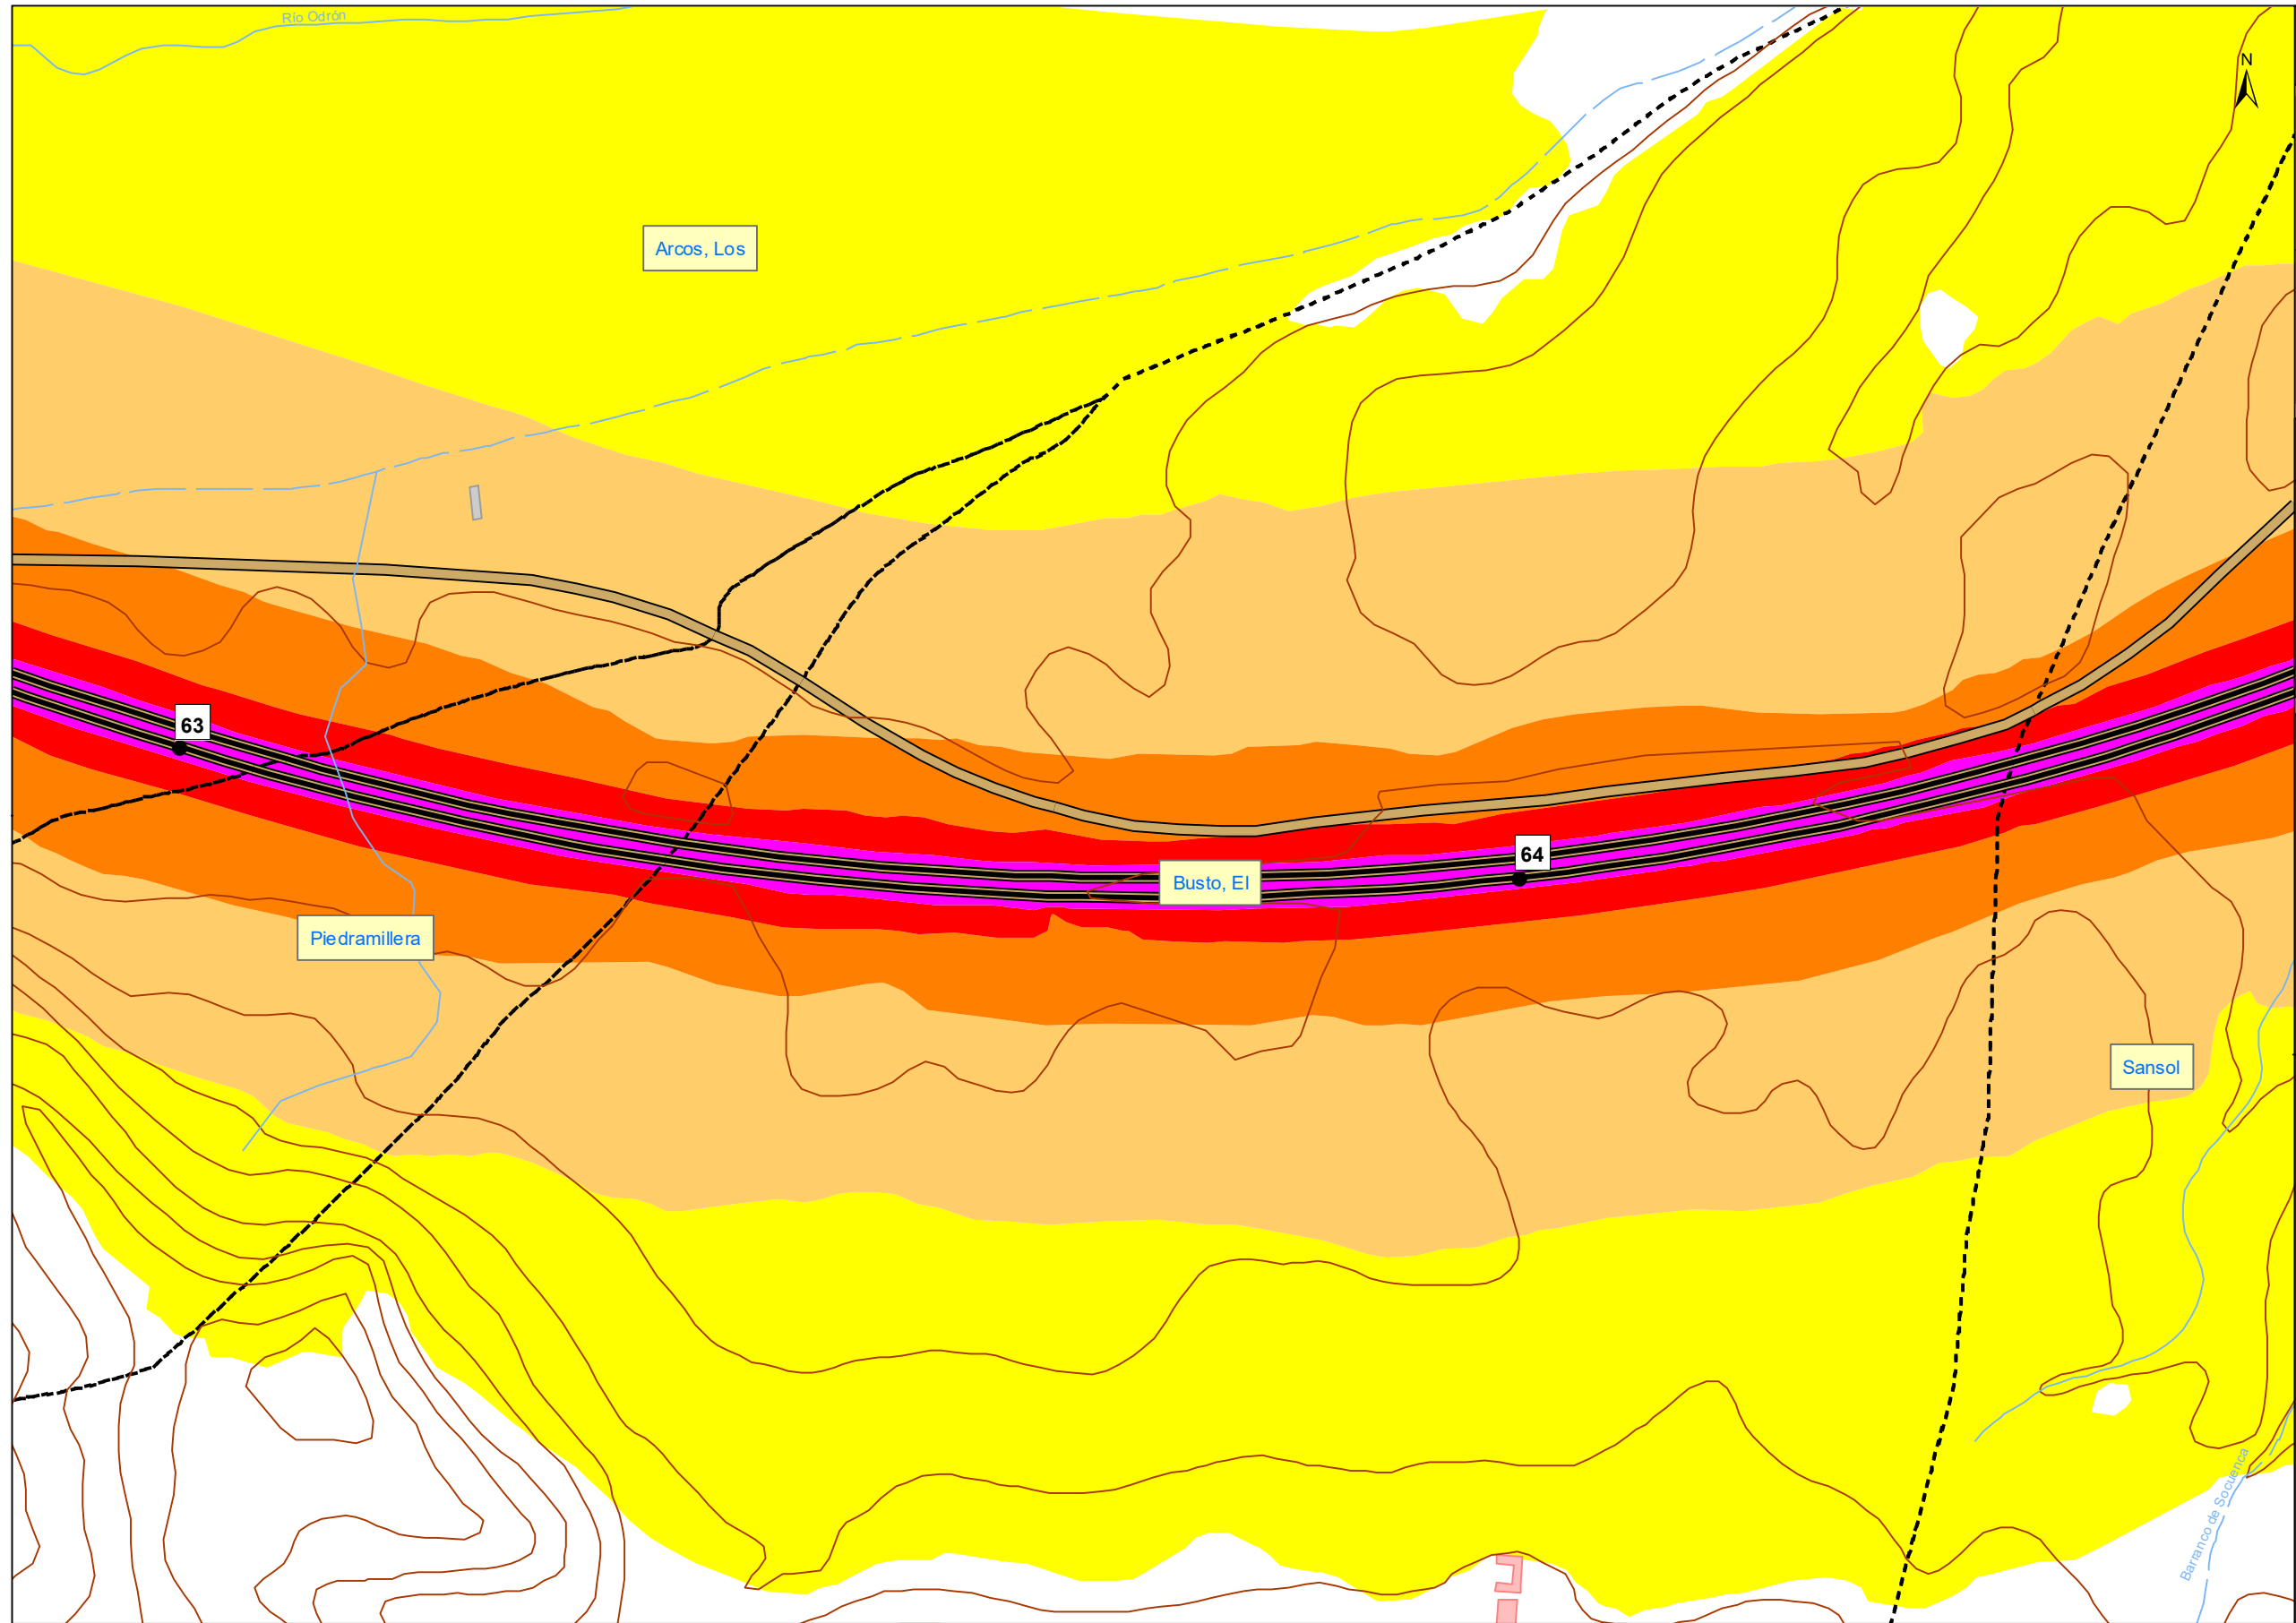 Río Odrón
N
Arcos, Los
63
64
Busto, El
Piedramillera
Sansol
Barranco de Socuenca